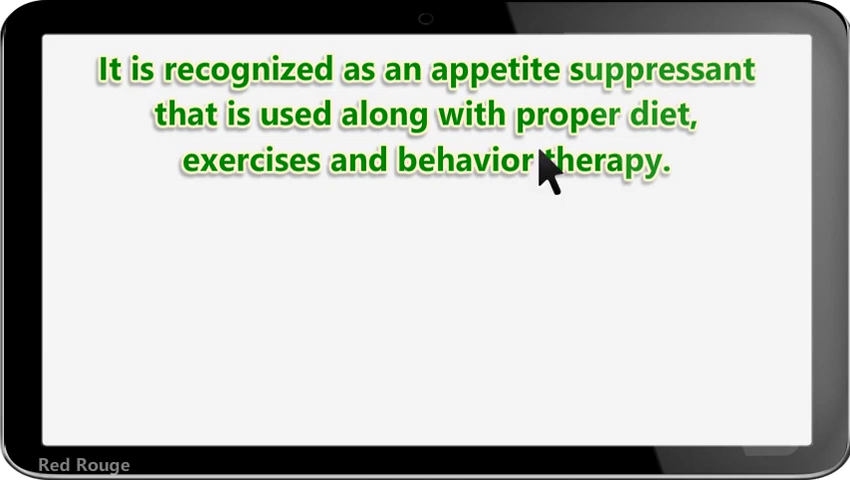 It is recognized as an appetite suppressant
that is used along with proper diet,
exercises and behavior therapy.
Red Rouge